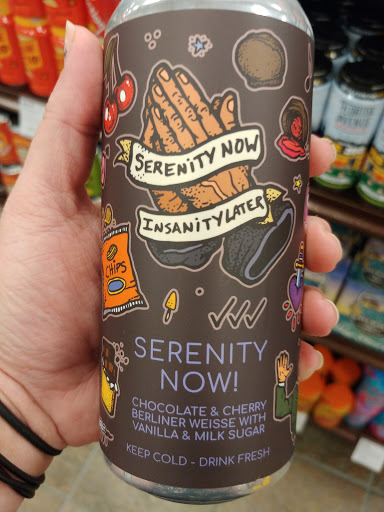 SERENITY NOW
INSANITY LATER
CHIPS
SERENITY
NOW!
CHOCOLATE & CHERRY
BERLINER WEISSE WITH
VANILLA & MILK SUGAR
KEEP COLD - DRINK FRESH